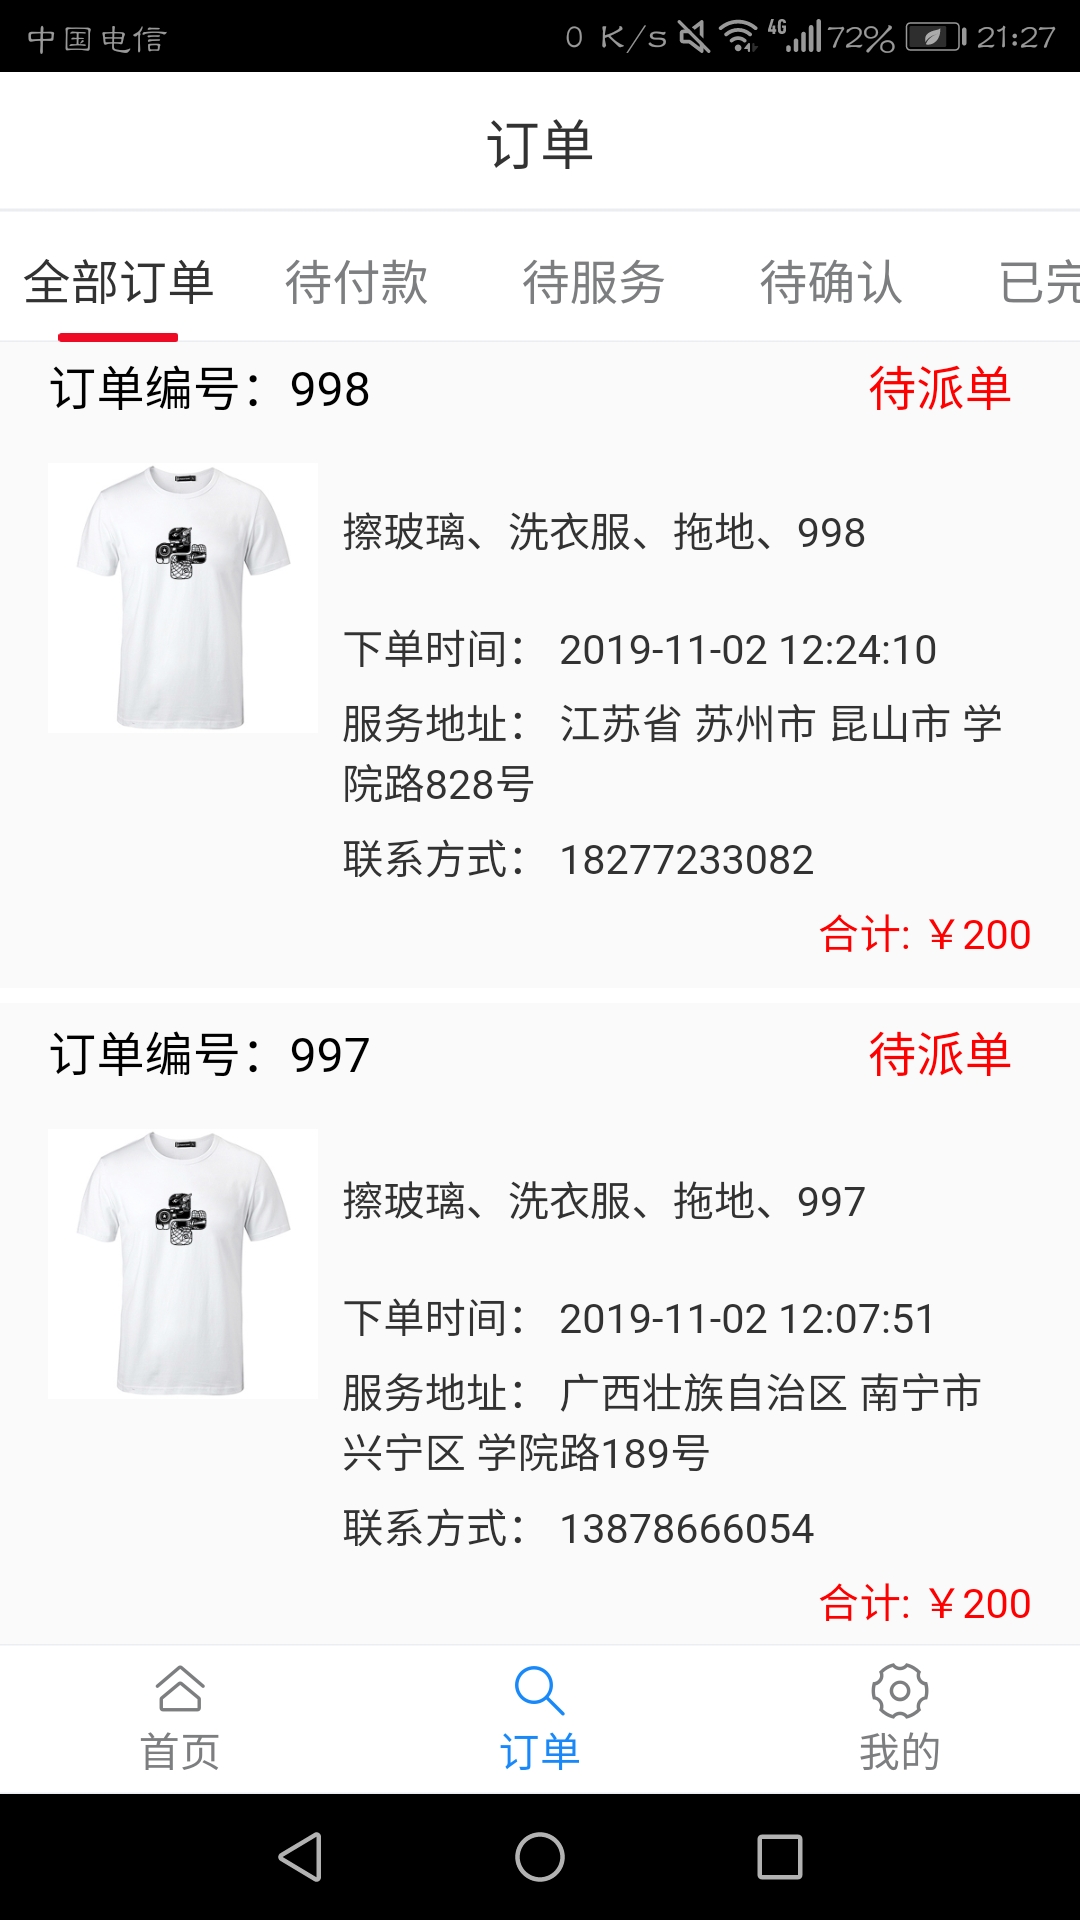 中国电信 0 K/s 4G 72% 21:27
订单
全部订单 待付款 待服务 待确认 已完
订单编号：998 待派单
擦玻璃、洗衣服、拖地、998
下单时间： 2019-11-02 12:24:10
服务地址： 江苏省 苏州市 昆山市 学
院路828号
联系方式： 18277233082
合计: ￥200
订单编号：997 待派单
擦玻璃、洗衣服、拖地、997
下单时间： 2019-11-02 12:07:51
服务地址： 广西壮族自治区 南宁市
兴宁区 学院路189号
联系方式： 13878666054
合计: ￥200
首页 订单 我的